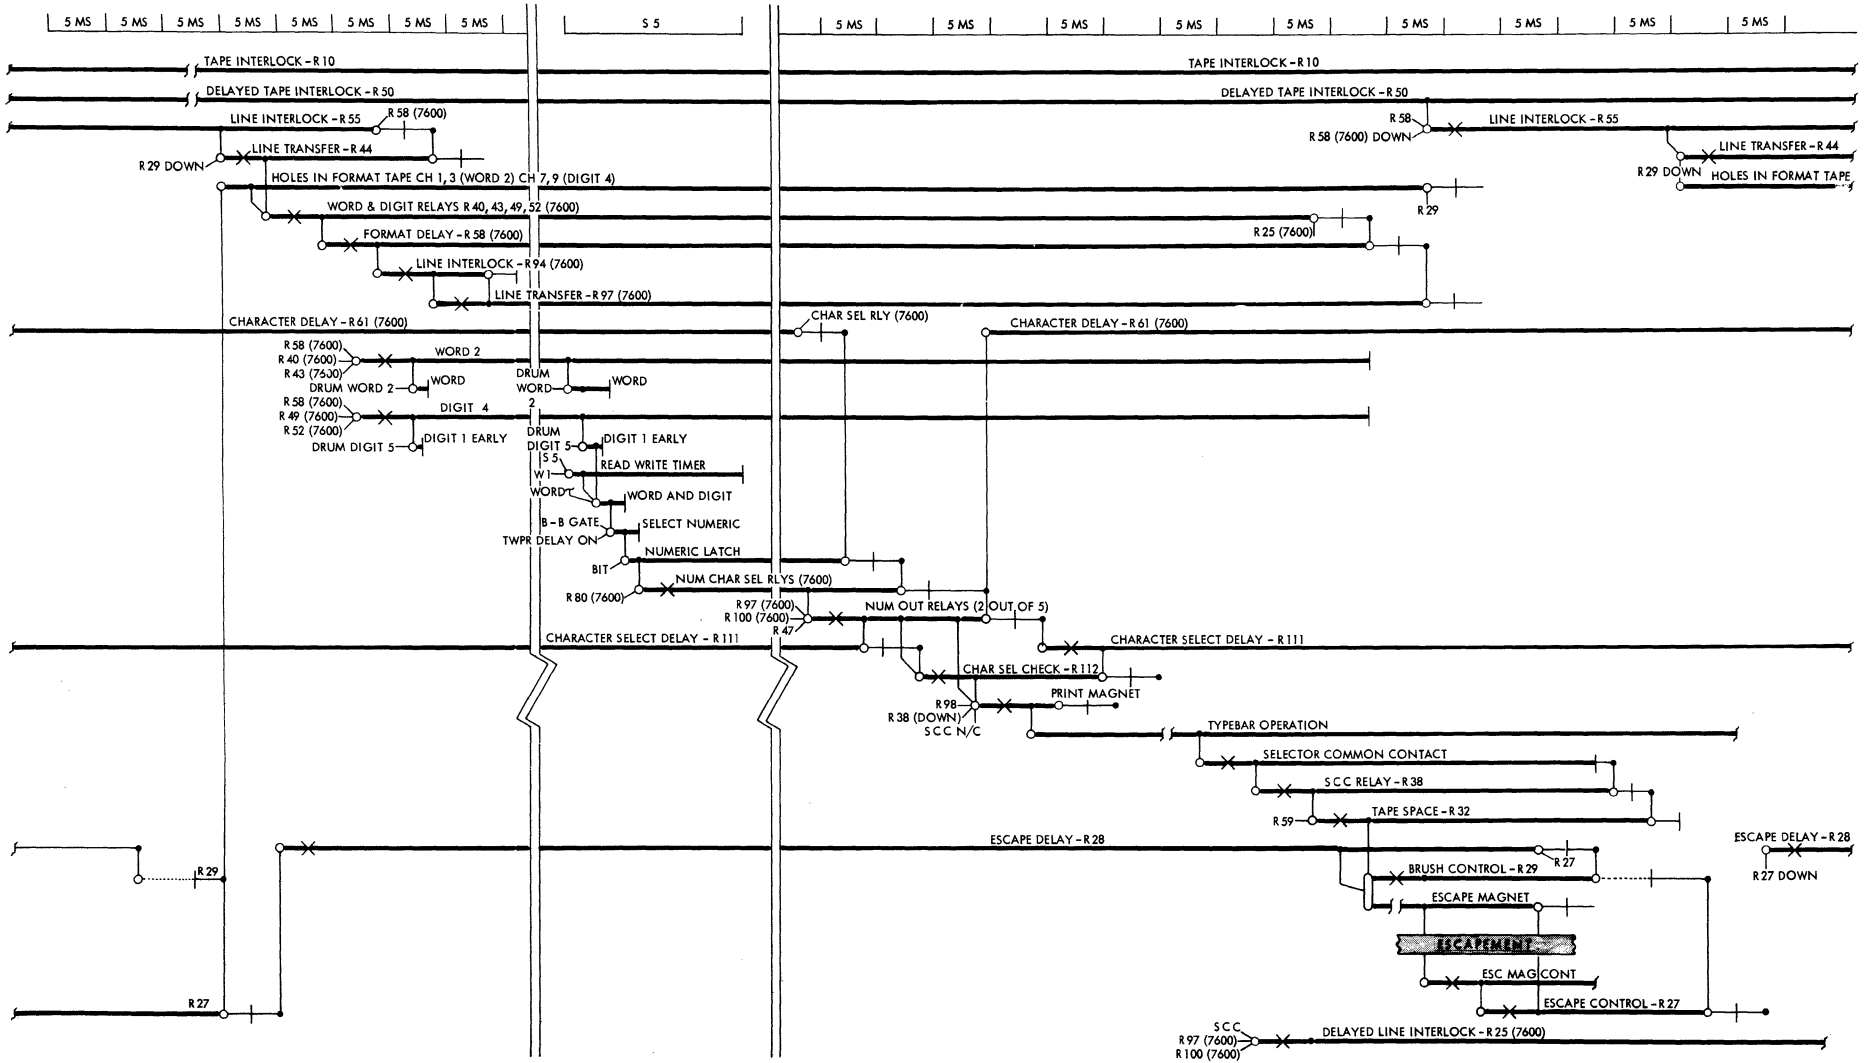 5 MS 5 MS 5 MS 5 MS 5 MS 5 MS 5 MS 5 MS S 5 5 MS 5 MS 5 MS 5 MS 5 MS 5 MS 5 MS 5 MS 5 MS
TAPE INTERLOCK - R 10 TAPE INTERLOCK - R 10
DELAYED TAPE INTERLOCK - R 50 DELAYED TAPE INTERLOCK - R 50
LINE INTERLOCK - R 55 R 58 (7600) R 58 LINE INTERLOCK - R 55
R 58 (7600) DOWN
LINE TRANSFER - R 44 LINE TRANSFER - R 44
R 29 DOWN R 29 DOWN
HOLES IN FORMAT TAPE CH 1, 3 (WORD 2) CH 7, 9 (DIGIT 4) HOLES IN FORMAT TAPE
WORD & DIGIT RELAYS R 40, 43, 49, 52 (7600) R 29
FORMAT DELAY - R 58 (7600) R 25 (7600)
LINE INTERLOCK - R 94 (7600)
LINE TRANSFER - R 97 (7600)
CHARACTER DELAY - R 61 (7600) CHAR SEL RLY (7600) CHARACTER DELAY - R 61 (7600)
R 58 (7600)
R 40 (7600) WORD 2
R 43 (7600) DRUM
DRUM WORD 2 WORD WORD WORD
R 58 (7600) 2
R 49 (7600) DIGIT 4
R 52 (7600) DRUM
DRUM DIGIT 5 DIGIT 1 EARLY DIGIT 5 DIGIT 1 EARLY
S 5
W 1 READ WRITE TIMER
WORD WORD AND DIGIT
B - B GATE SELECT NUMERIC
TWPR DELAY ON
NUMERIC LATCH
BIT
NUM CHAR SEL RLYS (7600)
R 80 (7600)
R 97 (7600) NUM OUT RELAYS (2 OUT OF 5)
R 100 (7600)
R 47
CHARACTER SELECT DELAY - R 111 CHARACTER SELECT DELAY - R 111
CHAR SEL CHECK - R 112
R 98 PRINT MAGNET
R 38 (DOWN)
S C C N/C
TYPEBAR OPERATION
SELECTOR COMMON CONTACT
S C C RELAY - R 38
R 59 TAPE SPACE - R 32
ESCAPE DELAY - R 28 ESCAPE DELAY - R 28
R 27
R 29 BRUSH CONTROL - R 29 R 27 DOWN
ESCAPE MAGNET
ESCAPEMENT
ESC MAG CONT
R 27 ESCAPE CONTROL - R 27
S C C
R 97 (7600) DELAYED LINE INTERLOCK - R 25 (7600)
R 100 (7600)